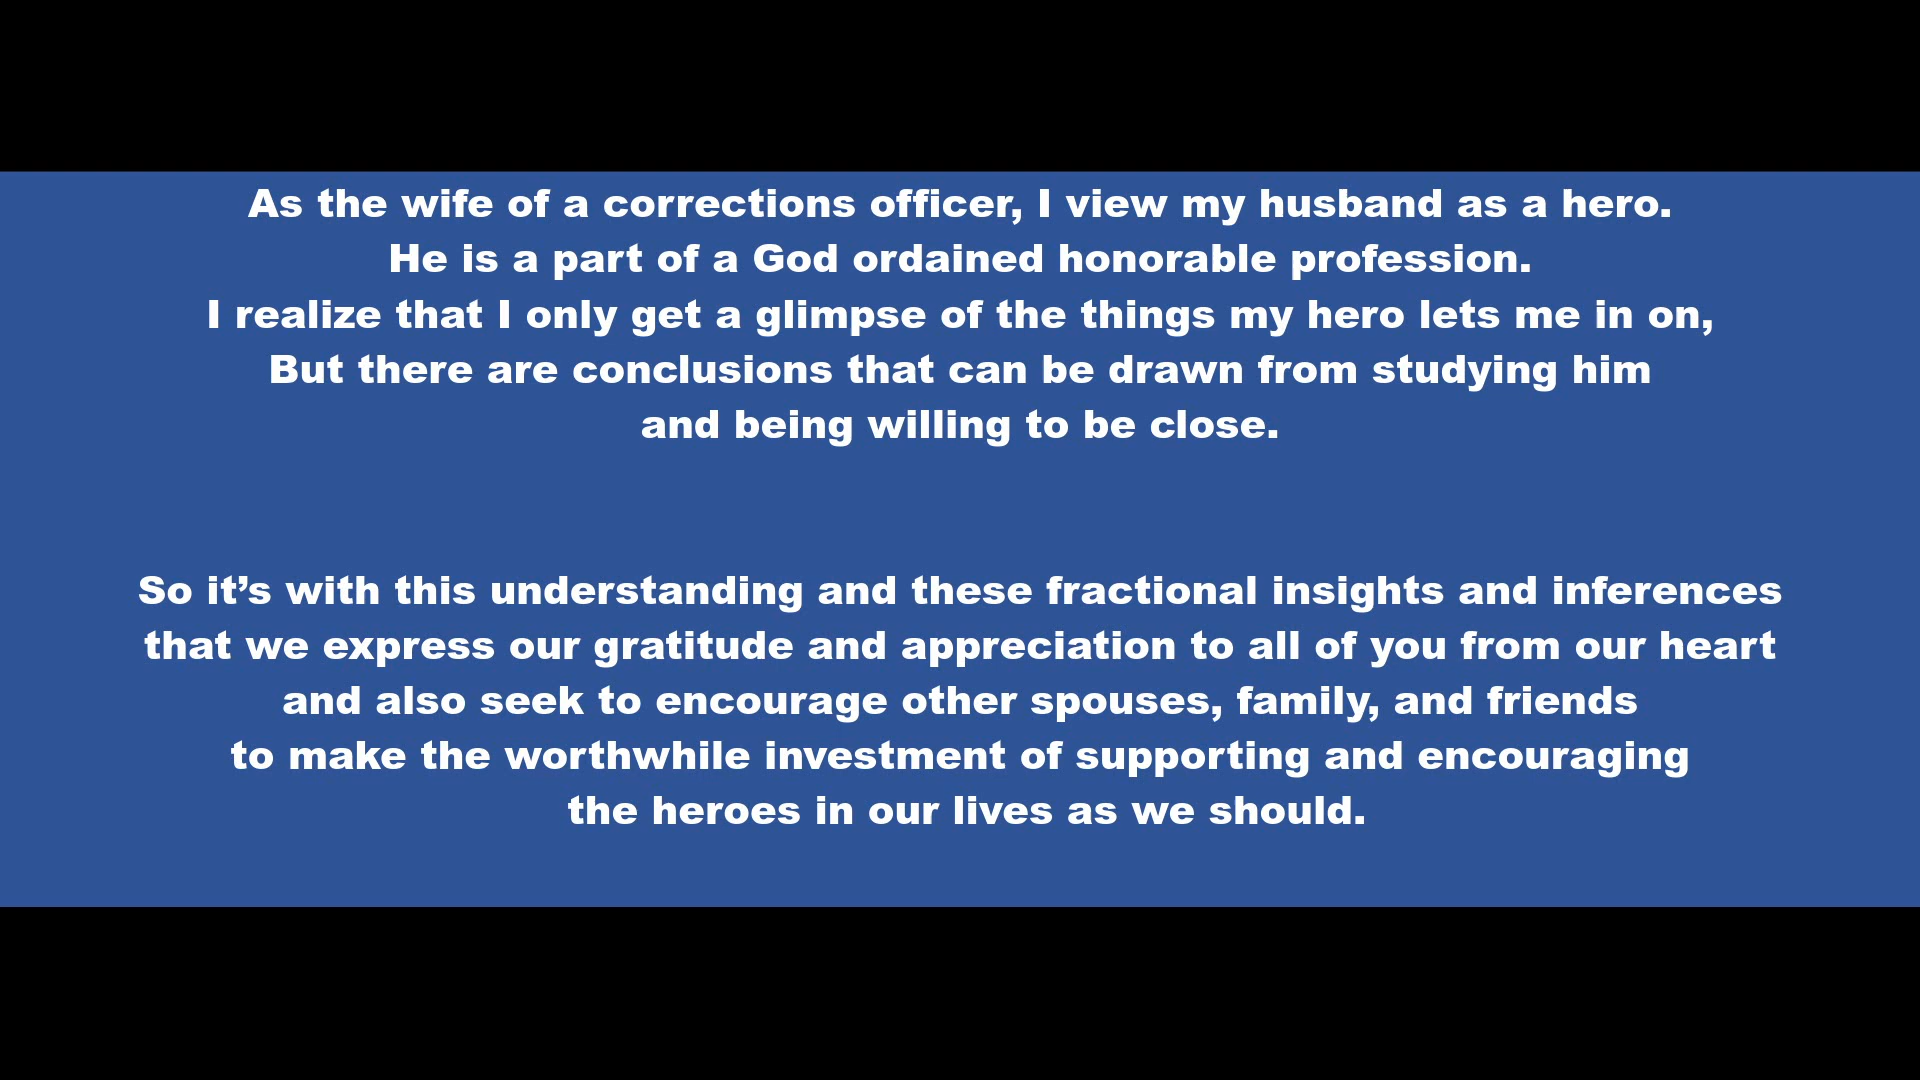 As the wife of a corrections officer, I view my husband as a hero.
He is a part of a God ordained honorable profession.
I realize that I only get a glimpse of the things my hero lets me in on,
But there are conclusions that can be drawn from studying him
and being willing to be close.
So it’s with this understanding and these fractional insights and inferences
that we express our gratitude and appreciation to all of you from our heart
and also seek to encourage other spouses, family, and friends
to make the worthwhile investment of supporting and encouraging
the heroes in our lives as we should.